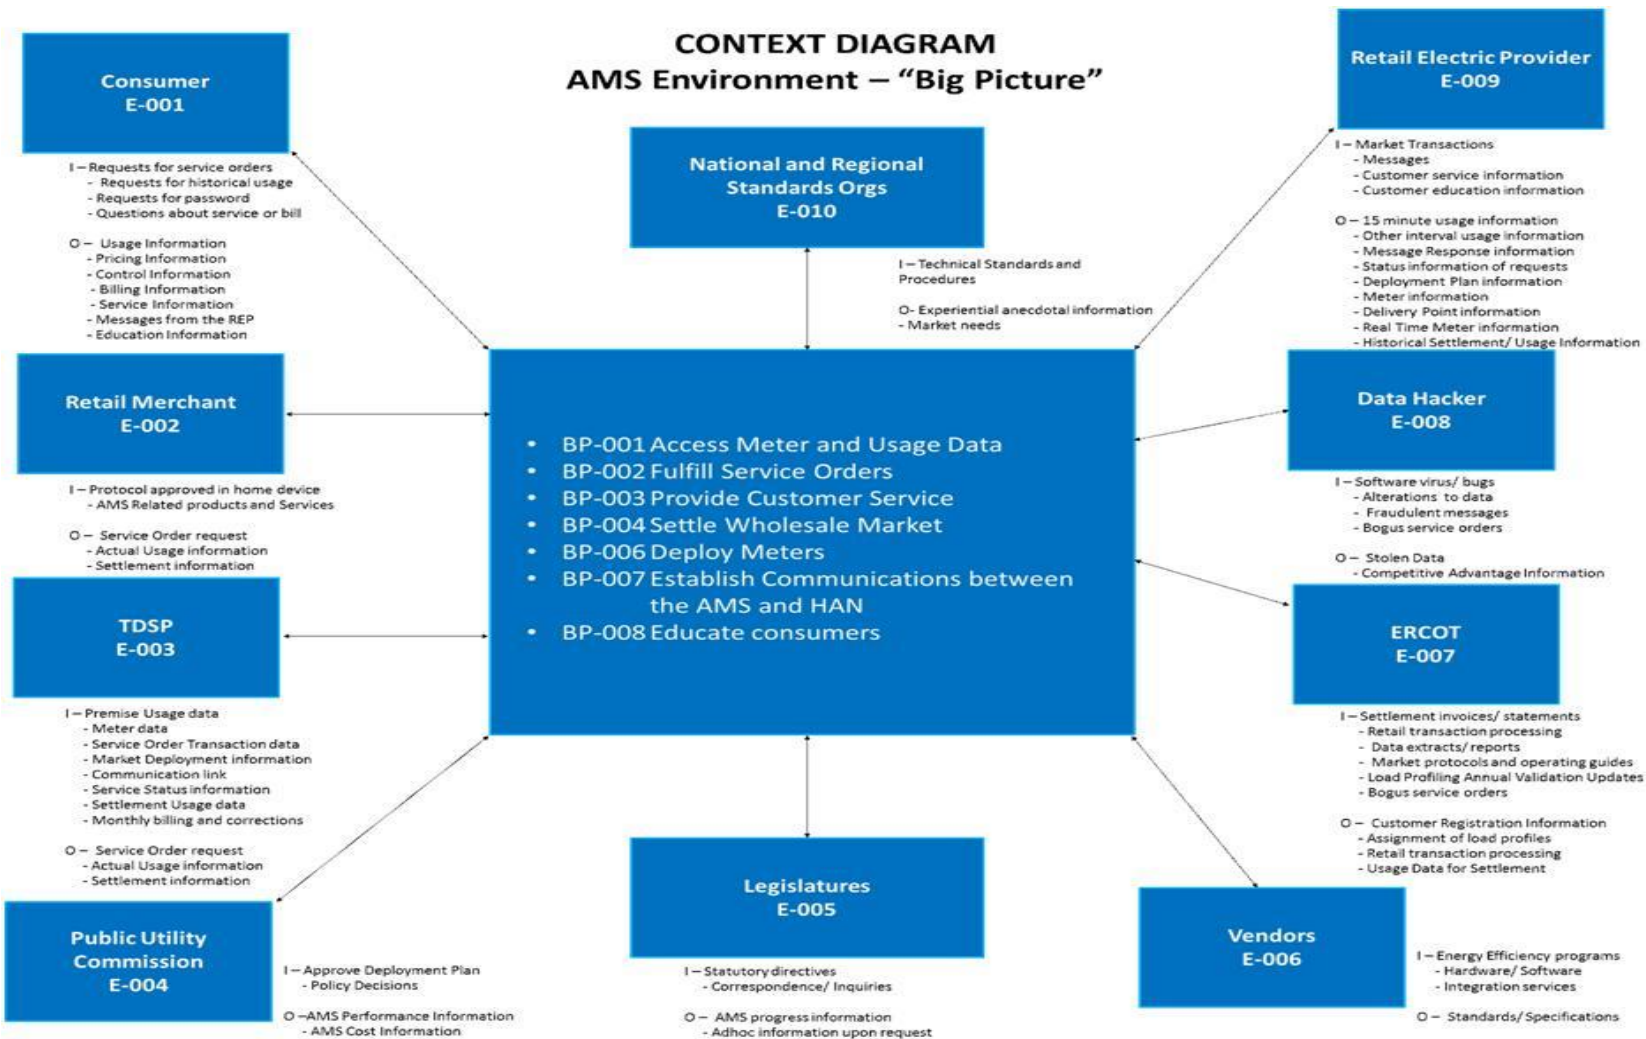 CONTEXT DIAGRAM
AMS Environment – “Big Picture”
Consumer
E-001
I – Requests for service orders
- Requests for historical usage
- Requests for password
- Questions about service or bill
O – Usage Information
- Pricing Information
- Control Information
- Billing Information
- Service Information
- Messages from the REP
- Education Information
National and Regional
Standards Orgs
E-010
I – Technical Standards and
Procedures
O- Experiential anecdotal information
- Market needs
Retail Electric Provider
E-009
I – Market Transactions
- Messages
- Customer service information
- Customer education information
O – 15 minute usage information
- Other interval usage information
- Message Response information
- Status information of requests
- Deployment Plan information
- Meter information
- Delivery Point information
- Real Time Meter information
- Historical Settlement/ Usage Information
Retail Merchant
E-002
I – Protocol approved in home device
- AMS Related products and Services
O – Service Order request
- Actual Usage information
- Settlement information
• BP-001 Access Meter and Usage Data
• BP-002 Fulfill Service Orders
• BP-003 Provide Customer Service
• BP-004 Settle Wholesale Market
• BP-006 Deploy Meters
• BP-007 Establish Communications between
the AMS and HAN
• BP-008 Educate consumers
Data Hacker
E-008
I – Software virus/ bugs
- Alterations to data
- Fraudulent messages
- Bogus service orders
O – Stolen Data
- Competitive Advantage Information
TDSP
E-003
I – Premise Usage data
- Meter data
- Service Order Transaction data
- Market Deployment information
- Communication link
- Service Status information
- Settlement Usage data
- Monthly billing and corrections
O – Service Order request
- Actual Usage information
- Settlement information
ERCOT
E-007
I – Settlement invoices/ statements
- Retail transaction processing
- Data extracts/ reports
- Market protocols and operating guides
- Load Profiling Annual Validation Updates
- Bogus service orders
O – Customer Registration Information
- Assignment of load profiles
- Retail transaction processing
- Usage Data for Settlement
Public Utility
Commission
E-004
I – Approve Deployment Plan
- Policy Decisions
O –AMS Performance Information
- AMS Cost Information
Legislatures
E-005
I – Statutory directives
- Correspondence/ Inquiries
O – AMS progress information
- Adhoc information upon request
Vendors
E-006
I – Energy Efficiency programs
- Hardware/ Software
- Integration services
O – Standards/ Specifications